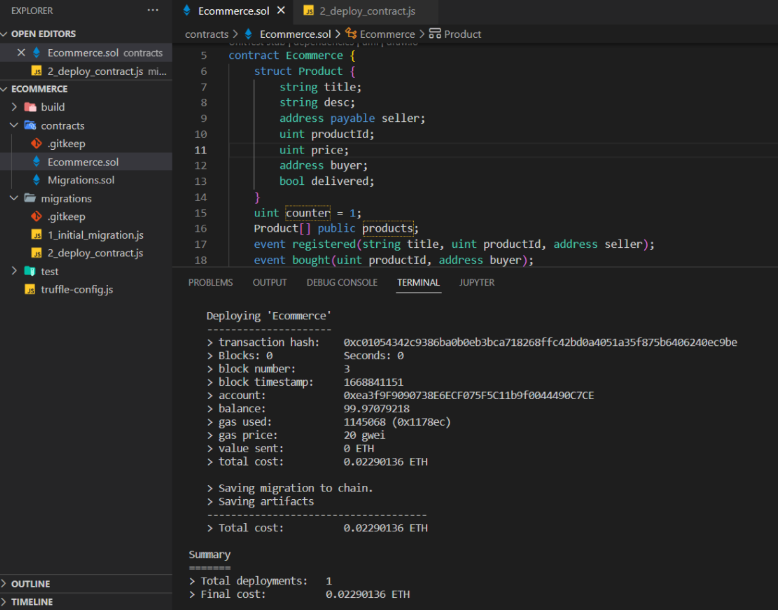 EXPLORER ...
OPEN EDITORS
Ecommerce.sol contracts
2_deploy_contract.js mi...
ECOMMERCE
build
contracts
.gitkeep
Ecommerce.sol
Migrations.sol
migrations
.gitkeep
1_initial_migration.js
2_deploy_contract.js
test
truffle-config.js
OUTLINE
TIMELINE
Ecommerce.sol 2_deploy_contract.js
contracts > Ecommerce.sol > Ecommerce > Product
5 contract Ecommerce {
6 struct Product {
7 string title;
8 string desc;
9 address payable seller;
10 uint productId;
11 uint price;
12 address buyer;
13 bool delivered;
14 }
15 uint counter = 1;
16 Product[] public products;
17 event registered(string title, uint productId, address seller);
18 event bought(uint productId, address buyer);
PROBLEMS OUTPUT DEBUG CONSOLE TERMINAL JUPYTER
Deploying 'Ecommerce'
---------------------
> transaction hash: 0xc01054342c9386ba0b0eb3bca718268ffc42bd0a4051a35f875b6406240ec9be
> Blocks: 0 Seconds: 0
> block number: 3
> block timestamp: 1668841151
> account: 0xea3f9F9090738E6ECF075F5C11b9f0044490C7CE
> balance: 99.97079218
> gas used: 1145068 (0x1178ec)
> gas price: 20 gwei
> value sent: 0 ETH
> total cost: 0.02290136 ETH
> Saving migration to chain.
> Saving artifacts
-------------------------------------
> Total cost: 0.02290136 ETH
Summary
=======
> Total deployments: 1
> Final cost: 0.02290136 ETH